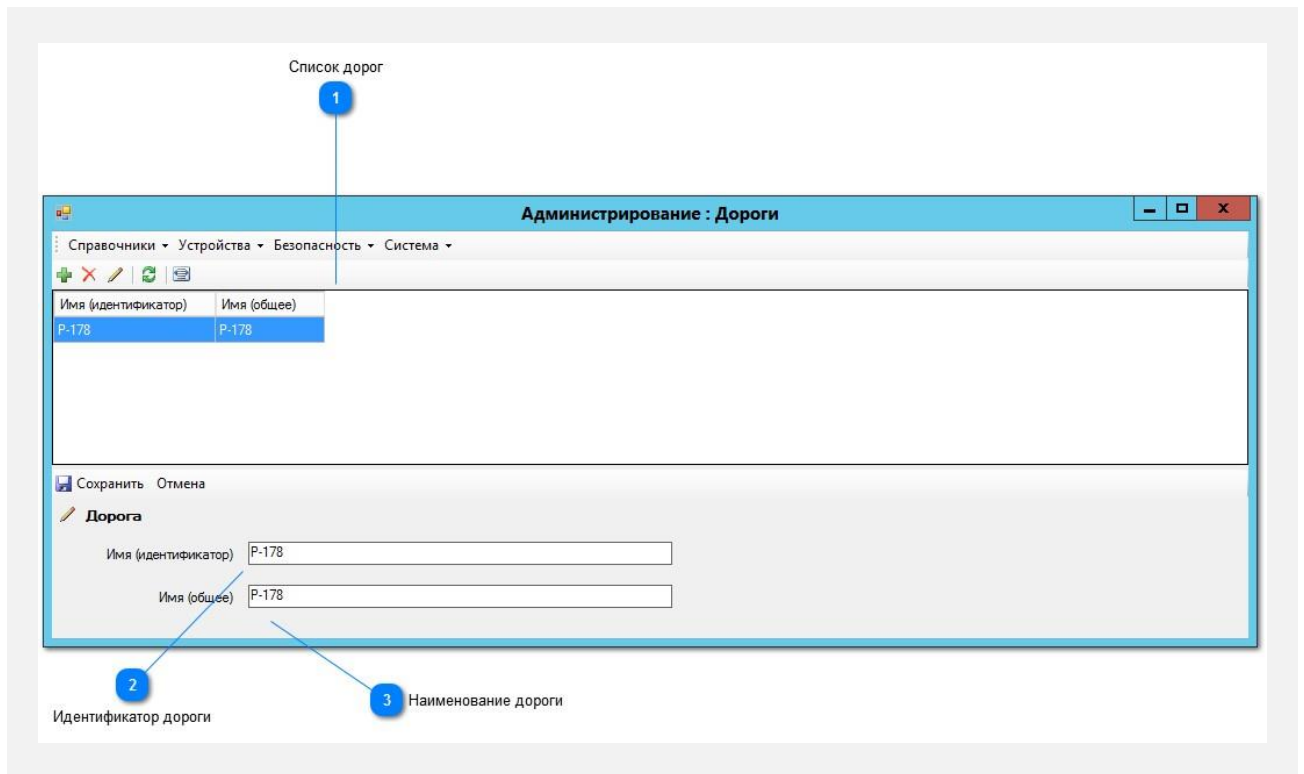 Список дорог
1
Администрирование : Дороги
Справочники Устройства Безопасность Система
Имя (идентификатор) Имя (общее)
P-178 P-178
Сохранить Отмена
Дорога
Имя (идентификатор) P-178
Имя (общее) P-178
2
3 Наименование дороги
Идентификатор дороги